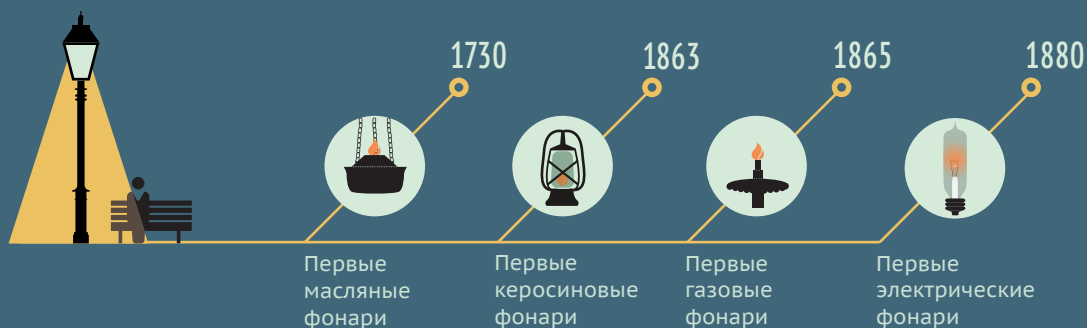 1730
1863
1865
1880
Первые
масляные
фонари
Первые
керосиновые
фонари
Первые
газовые
фонари
Первые
электрические
фонари